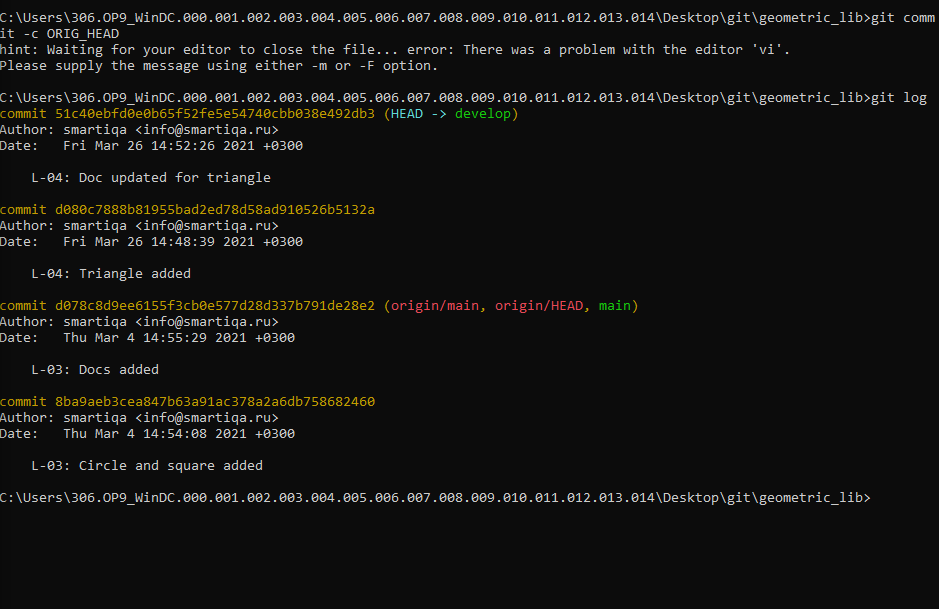 C:\Users\306.OP9_WinDC.000.001.002.003.004.005.006.007.008.009.010.011.012.013.014\Desktop\git\geometric_lib>git comm
it -c ORIG_HEAD
hint: Waiting for your editor to close the file... error: There was a problem with the editor 'vi'.
Please supply the message using either -m or -F option.
C:\Users\306.OP9_WinDC.000.001.002.003.004.005.006.007.008.009.010.011.012.013.014\Desktop\git\geometric_lib>git log
commit 51c40ebfd0e0b65f52fe5e54740cbb038e492db3 (HEAD -> develop)
Author: smartiqa <info@smartiqa.ru>
Date:   Fri Mar 26 14:52:26 2021 +0300
L-04: Doc updated for triangle
commit d080c7888b81955bad2ed78d58ad910526b5132a
Author: smartiqa <info@smartiqa.ru>
Date:   Fri Mar 26 14:48:39 2021 +0300
L-04: Triangle added
commit d078c8d9ee6155f3cb0e577d28d337b791de28e2 (origin/main, origin/HEAD, main)
Author: smartiqa <info@smartiqa.ru>
Date:   Thu Mar 4 14:55:29 2021 +0300
L-03: Docs added
commit 8ba9aeb3cea847b63a91ac378a2a6db758682460
Author: smartiqa <info@smartiqa.ru>
Date:   Thu Mar 4 14:54:08 2021 +0300
L-03: Circle and square added
C:\Users\306.OP9_WinDC.000.001.002.003.004.005.006.007.008.009.010.011.012.013.014\Desktop\git\geometric_lib>